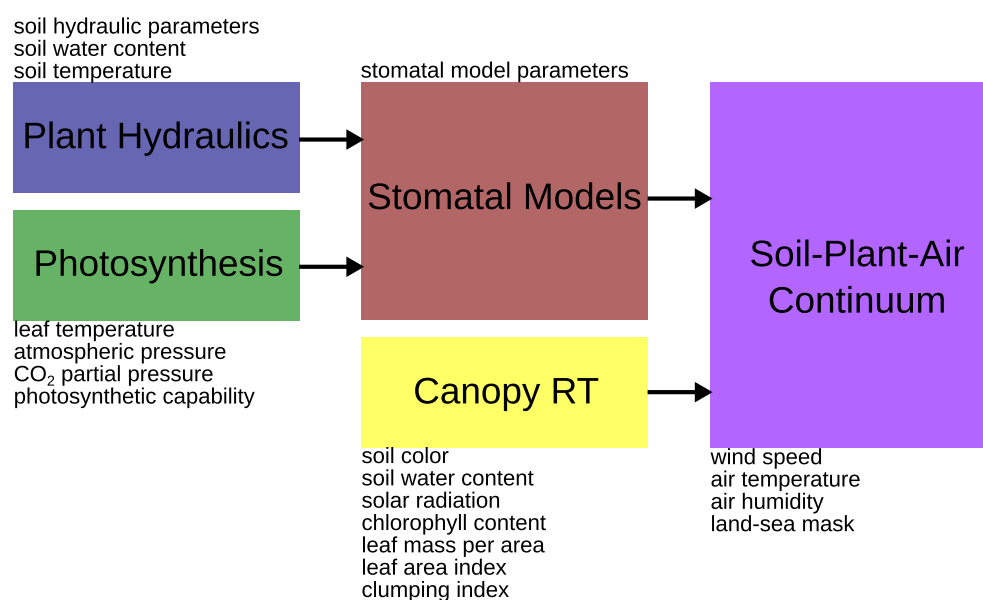 soil hydraulic parameters
soil water content
soil temperature
Plant Hydraulics
Photosynthesis
leaf temperature
atmospheric pressure
CO₂ partial pressure
photosynthetic capability
stomatal model parameters
Stomatal Models
Canopy RT
soil color
soil water content
solar radiation
chlorophyll content
leaf mass per area
leaf area index
clumping index
Soil-Plant-Air
Continuum
wind speed
air temperature
air humidity
land-sea mask